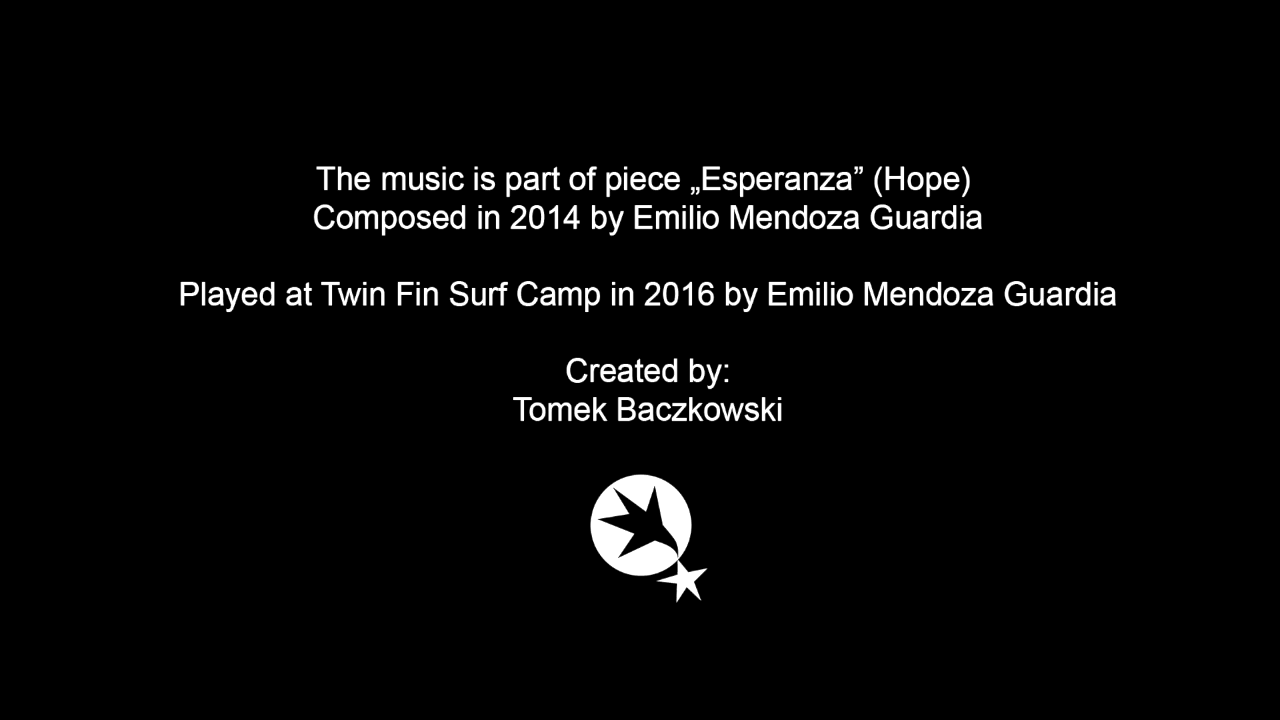 The music is part of piece „Esperanza” (Hope)
Composed in 2014 by Emilio Mendoza Guardia
Played at Twin Fin Surf Camp in 2016 by Emilio Mendoza Guardia
Created by:
Tomek Baczkowski